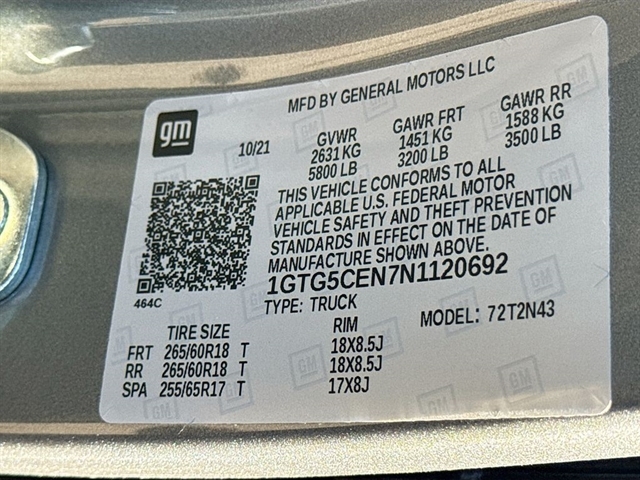 MFD BY GENERAL MOTORS LLC
gm
10/21
GVWR
2631 KG
5800 LB
GAWR FRT
1451 KG
3200 LB
GAWR RR
1588 KG
3500 LB
THIS VEHICLE CONFORMS TO ALL
APPLICABLE U.S. FEDERAL MOTOR
VEHICLE SAFETY AND THEFT PREVENTION
STANDARDS IN EFFECT ON THE DATE OF
MANUFACTURE SHOWN ABOVE.
1GTG5CEN7N1120692
464C
TYPE: TRUCK
MODEL: 72T2N43
TIRE SIZE
RIM
FRT 265/60R18 T 18X8.5J
RR 265/60R18 T 18X8.5J
SPA 255/65R17 T 17X8J